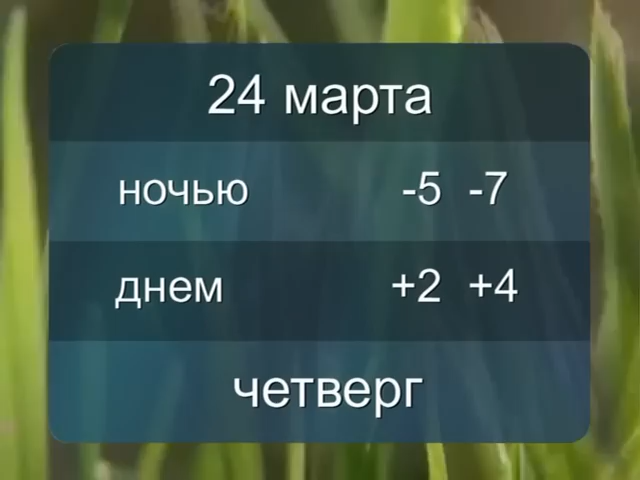 24 марта
ночью -5 -7
днем +2 +4
четверг